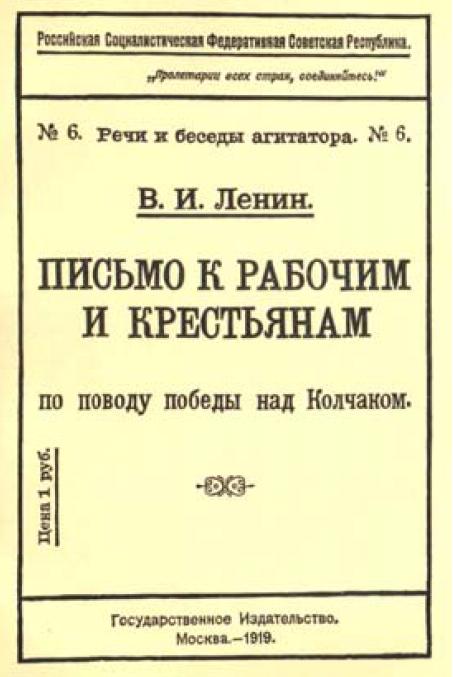 Российская Социалистическая Федеративная Советская Республика.
„Пролетарии всех стран, соединяйтесь!“
№ 6. Речи и беседы агитатора. № 6.
В. И. Ленин.
ПИСЬМО К РАБОЧИМ
И КРЕСТЬЯНАМ
по поводу победы над Колчаком.
Цена 1 руб.
Государственное Издательство.
Москва.—1919.